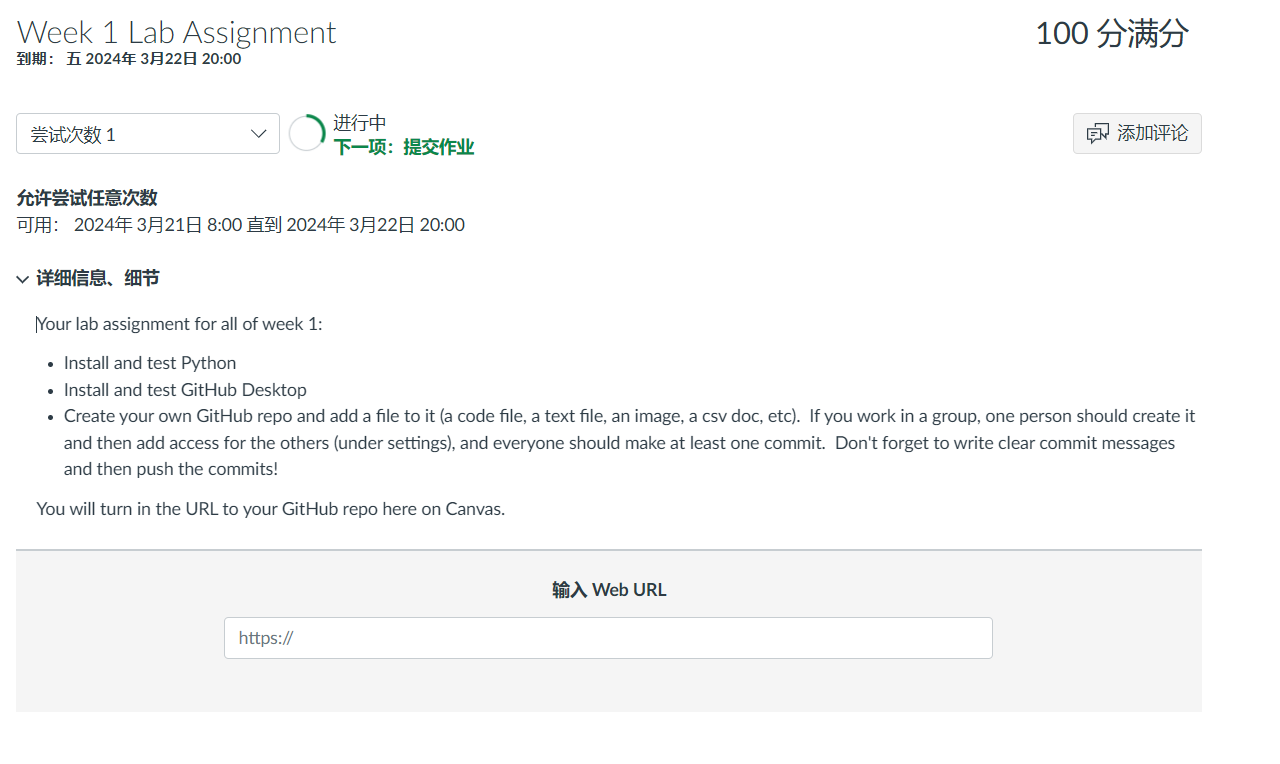 Week 1 Lab Assignment
100 分满分
到期： 五 2024年 3月22日 20:00
尝试次数 1
进行中
下一项：提交作业
添加评论
允许尝试任意次数
可用： 2024年 3月21日 8:00 直到 2024年 3月22日 20:00
详细信息、细节
Your lab assignment for all of week 1:
• Install and test Python
• Install and test GitHub Desktop
• Create your own GitHub repo and add a file to it (a code file, a text file, an image, a csv doc, etc).  If you work in a group, one person should create it
and then add access for the others (under settings), and everyone should make at least one commit.  Don't forget to write clear commit messages
and then push the commits!
You will turn in the URL to your GitHub repo here on Canvas.
输入 Web URL
https://